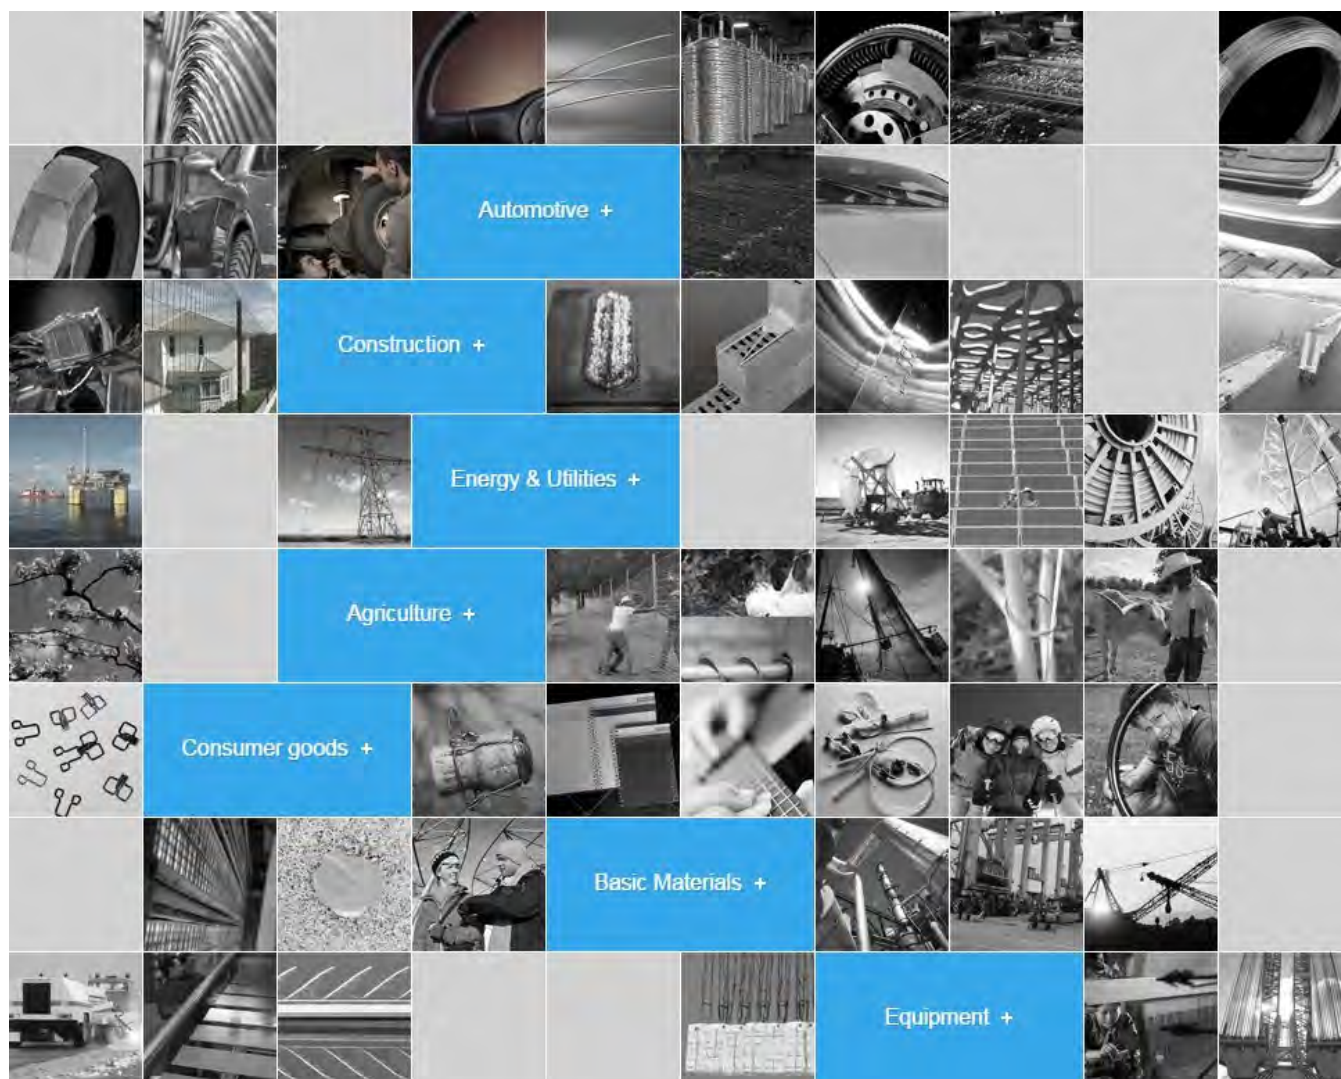 Automotive +
Construction +
Energy & Utilities +
Agriculture +
Consumer goods +
Basic Materials +
Equipment +